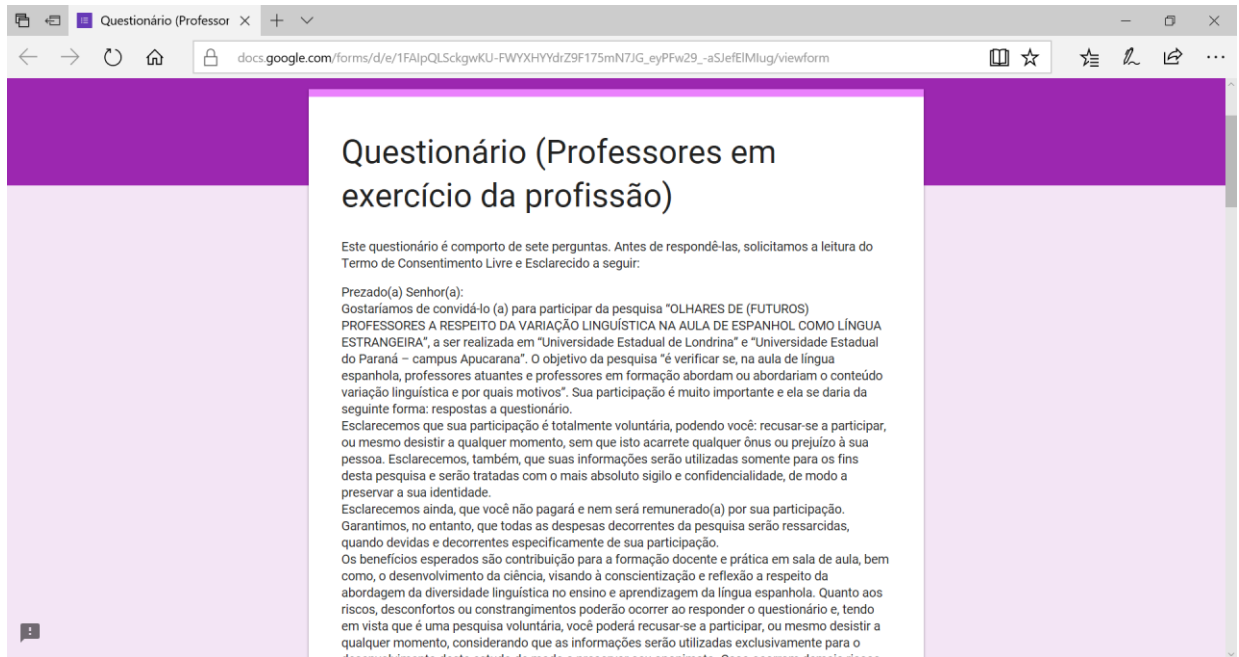 Questionário (Professor
docs.google.com/forms/d/e/1FAIpQLSckgwKU-FWYXHYYdrZ9F175mN7JG_eyPFw29_-aSJefElMIug/viewform
Questionário (Professores em
exercício da profissão)
Este questionário é comporto de sete perguntas. Antes de respondê-las, solicitamos a leitura do
Termo de Consentimento Livre e Esclarecido a seguir:
Prezado(a) Senhor(a):
Gostaríamos de convidá-lo (a) para participar da pesquisa “OLHARES DE (FUTUROS)
PROFESSORES A RESPEITO DA VARIAÇÃO LINGUÍSTICA NA AULA DE ESPANHOL COMO LÍNGUA
ESTRANGEIRA”, a ser realizada em “Universidade Estadual de Londrina” e “Universidade Estadual
do Paraná – campus Apucarana”. O objetivo da pesquisa “é verificar se, na aula de língua
espanhola, professores atuantes e professores em formação abordam ou abordariam o conteúdo
variação linguística e por quais motivos”. Sua participação é muito importante e ela se daria da
seguinte forma: respostas a questionário.
Esclarecemos que sua participação é totalmente voluntária, podendo você: recusar-se a participar,
ou mesmo desistir a qualquer momento, sem que isto acarrete qualquer ônus ou prejuízo à sua
pessoa. Esclarecemos, também, que suas informações serão utilizadas somente para os fins
desta pesquisa e serão tratadas com o mais absoluto sigilo e confidencialidade, de modo a
preservar a sua identidade.
Esclarecemos ainda, que você não pagará e nem será remunerado(a) por sua participação.
Garantimos, no entanto, que todas as despesas decorrentes da pesquisa serão ressarcidas,
quando devidas e decorrentes especificamente de sua participação.
Os benefícios esperados são contribuição para a formação docente e prática em sala de aula, bem
como, o desenvolvimento da ciência, visando à conscientização e reflexão a respeito da
abordagem da diversidade linguística no ensino e aprendizagem da língua espanhola. Quanto aos
riscos, desconfortos ou constrangimentos poderão ocorrer ao responder o questionário e, tendo
em vista que é uma pesquisa voluntária, você poderá recusar-se a participar, ou mesmo desistir a
qualquer momento, considerando que as informações serão utilizadas exclusivamente para o